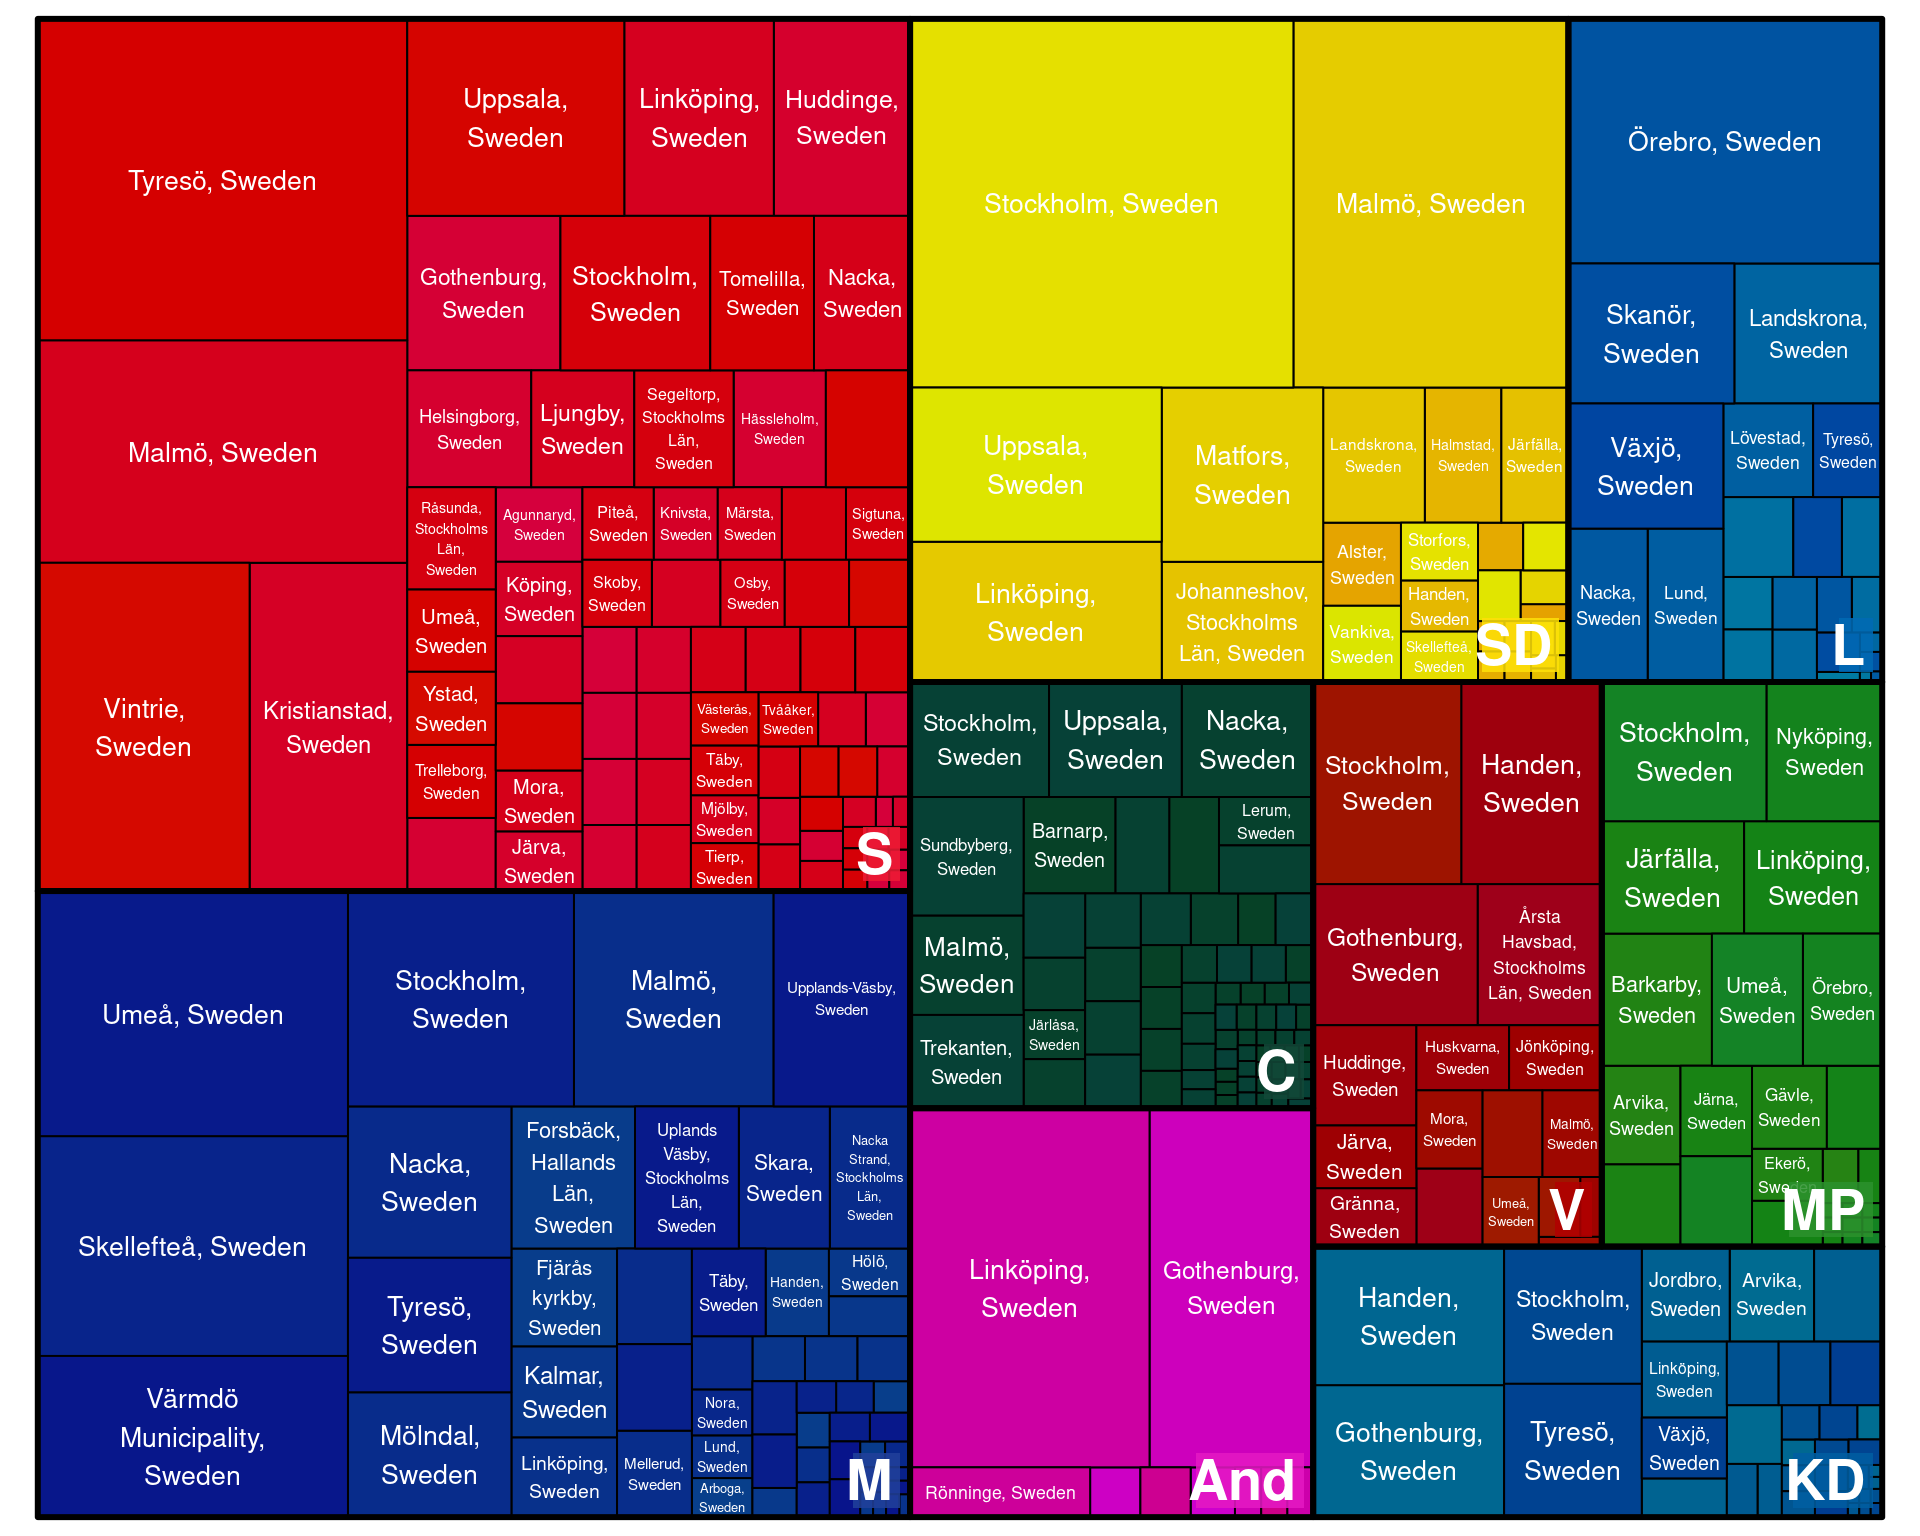 Tyresö, Sweden
Malmö, Sweden
Vintrie,
Sweden
Kristianstad,
Sweden
Uppsala,
Sweden
Linköping,
Sweden
Huddinge,
Sweden
Gothenburg,
Sweden
Stockholm,
Sweden
Tomelilla,
Sweden
Nacka,
Sweden
Helsingborg,
Sweden
Ljungby,
Sweden
Segeltorp,
Stockholms
Län,
Sweden
Hässleholm,
Sweden
Råsunda,
Stockholms
Län,
Sweden
Agunnaryd,
Sweden
Piteå,
Sweden
Knivsta,
Sweden
Märsta,
Sweden
Sigtuna,
Sweden
Umeå,
Sweden
Köping,
Sweden
Skoby,
Sweden
Osby,
Sweden
Ystad,
Sweden
Trelleborg,
Sweden
Mora,
Sweden
Järva,
Sweden
Västerås,
Sweden
Tvååker,
Sweden
Täby,
Sweden
Mjölby,
Sweden
Tierp,
Sweden
S
Stockholm, Sweden
Malmö, Sweden
Uppsala,
Sweden
Linköping,
Sweden
Matfors,
Sweden
Johanneshov,
Stockholms
Län, Sweden
Landskrona,
Sweden
Halmstad,
Sweden
Järfälla,
Sweden
Alster,
Sweden
Storfors,
Sweden
Handen,
Sweden
Vankiva,
Sweden
Skellefteå,
Sweden
SD
Örebro, Sweden
Skanör,
Sweden
Landskrona,
Sweden
Växjö,
Sweden
Lövestad,
Sweden
Tyresö,
Sweden
Nacka,
Sweden
Lund,
Sweden
L
Umeå, Sweden
Skellefteå, Sweden
Värmdö
Municipality,
Sweden
Stockholm,
Sweden
Malmö,
Sweden
Upplands-Väsby,
Sweden
Nacka,
Sweden
Tyresö,
Sweden
Mölndal,
Sweden
Forsbäck,
Hallands
Län,
Sweden
Uplands
Väsby,
Stockholms
Län,
Sweden
Skara,
Sweden
Nacka
Strand,
Stockholms
Län,
Sweden
Fjärås
kyrkby,
Sweden
Kalmar,
Sweden
Linköping,
Sweden
Mellerud,
Sweden
Täby,
Sweden
Handen,
Sweden
Hölö,
Sweden
Nora,
Sweden
Lund,
Sweden
Arboga,
Sweden
M
Stockholm,
Sweden
Uppsala,
Sweden
Nacka,
Sweden
Sundbyberg,
Sweden
Barnarp,
Sweden
Lerum,
Sweden
Malmö,
Sweden
Trekanten,
Sweden
Järlåsa,
Sweden
C
Linköping,
Sweden
Gothenburg,
Sweden
Rönninge, Sweden
And
Stockholm,
Sweden
Handen,
Sweden
Gothenburg,
Sweden
Årsta
Havsbad,
Stockholms
Län, Sweden
Huddinge,
Sweden
Huskvarna,
Sweden
Jönköping,
Sweden
Mora,
Sweden
Malmö,
Sweden
Järva,
Sweden
Gränna,
Sweden
Umeå,
Sweden
V
Stockholm,
Sweden
Nyköping,
Sweden
Järfälla,
Sweden
Linköping,
Sweden
Barkarby,
Sweden
Umeå,
Sweden
Örebro,
Sweden
Arvika,
Sweden
Järna,
Sweden
Gävle,
Sweden
Ekerö,
Sweden
MP
Handen,
Sweden
Gothenburg,
Sweden
Stockholm,
Sweden
Tyresö,
Sweden
Jordbro,
Sweden
Arvika,
Sweden
Linköping,
Sweden
Växjö,
Sweden
KD